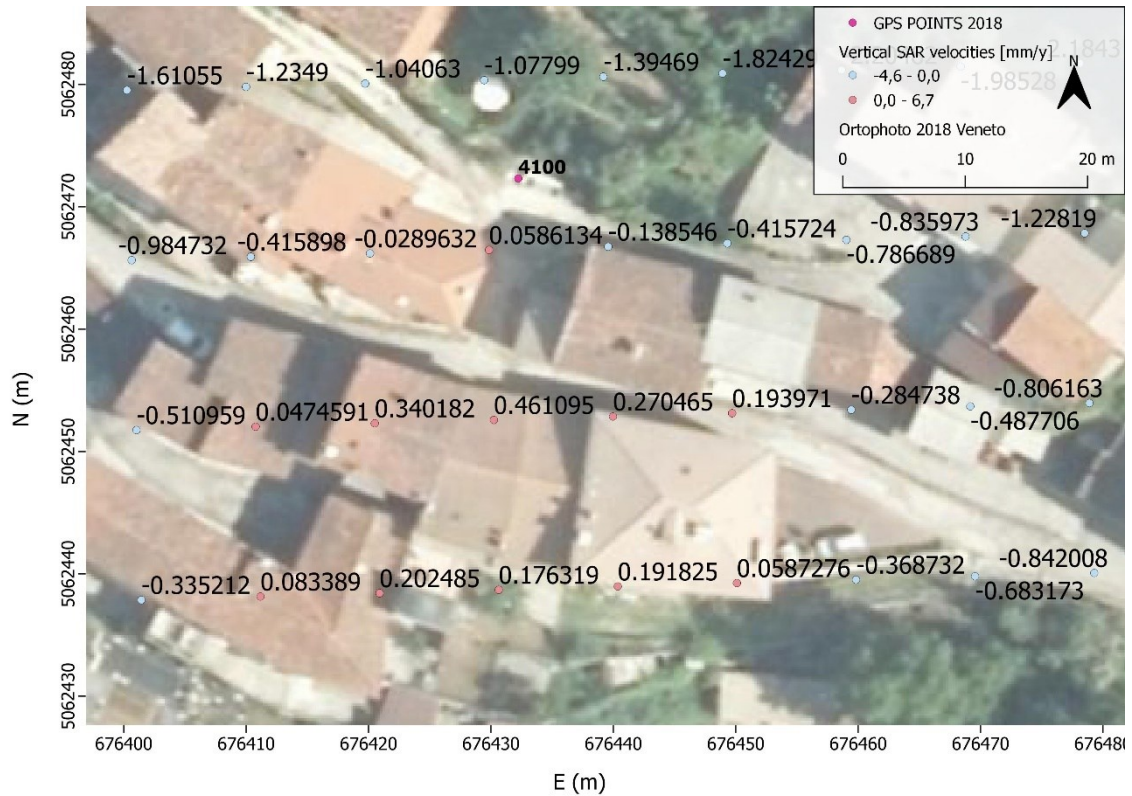 GPS POINTS 2018
Vertical SAR velocities [mm/y]
-4,6 - 0,0
0,0 - 6,7
Ortophoto 2018 Veneto
N
0 10 20 m
-1.61055 -1.2349 -1.04063 -1.07799 -1.39469 -1.82429 -1.98528 -2.1843
4100
-0.984732 -0.415898 -0.0289632 0.0586134 -0.138546 -0.415724 -0.786689 -0.835973 -1.22819
-0.510959 0.0474591 0.340182 0.461095 0.270465 0.193971 -0.284738 -0.487706 -0.806163
-0.335212 0.083389 0.202485 0.176319 0.191825 0.0587276 -0.368732 -0.683173 -0.842008
N (m)
5062480
5062470
5062460
5062450
5062440
5062430
676400 676410 676420 676430 676440 676450 676460 676470 676480
E (m)